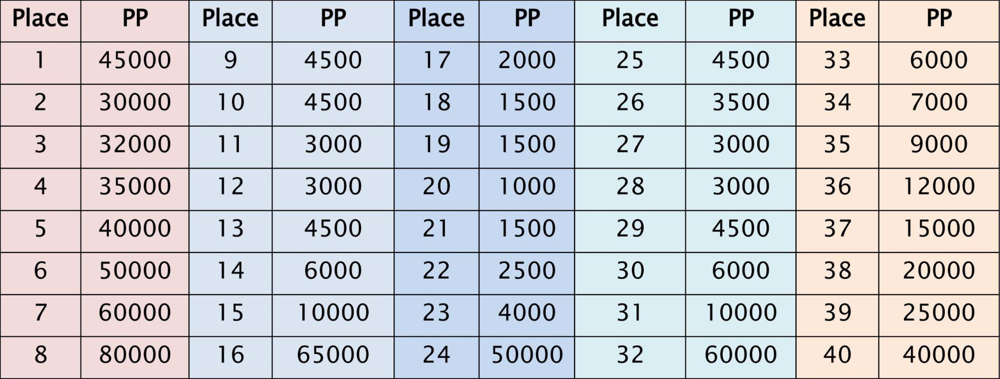 Place PP Place PP Place PP Place PP Place PP
1 45000 9 4500 17 2000 25 4500 33 6000
2 30000 10 4500 18 1500 26 3500 34 7000
3 32000 11 3000 19 1500 27 3000 35 9000
4 35000 12 3000 20 1000 28 3000 36 12000
5 40000 13 4500 21 1500 29 4500 37 15000
6 50000 14 6000 22 2500 30 6000 38 20000
7 60000 15 10000 23 4000 31 10000 39 25000
8 80000 16 65000 24 50000 32 60000 40 40000